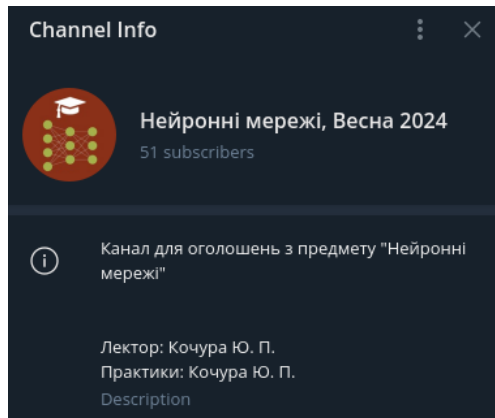 Channel Info
Нейронні мережі, Весна 2024
51 subscribers
Канал для оголошень з предмету "Нейронні
мережі"
Лектор: Кочура Ю. П.
Практики: Кочура Ю. П.
Description